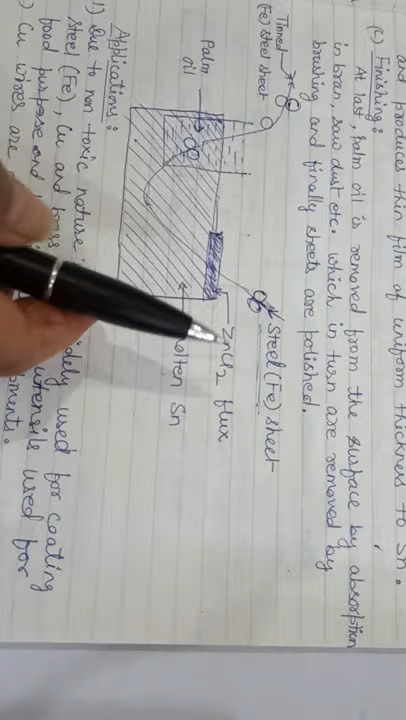 and produces thin film of uniform thickness to Sn.
(c) Finishing:
At last, palm oil is removed from the surface by absorption
in bran, saw dust etc. which in turn are removed by
brushing and finally sheets are polished.
Tinned
(Fe) steel sheet
Steel (Fe) sheet
Palm
oil
ZnCl2 flux
molten Sn
Applications:
1) Due to non toxic nature used for coating
steel (Fe), Cu and brass utensils used for
food purpose and
) Cu wires are